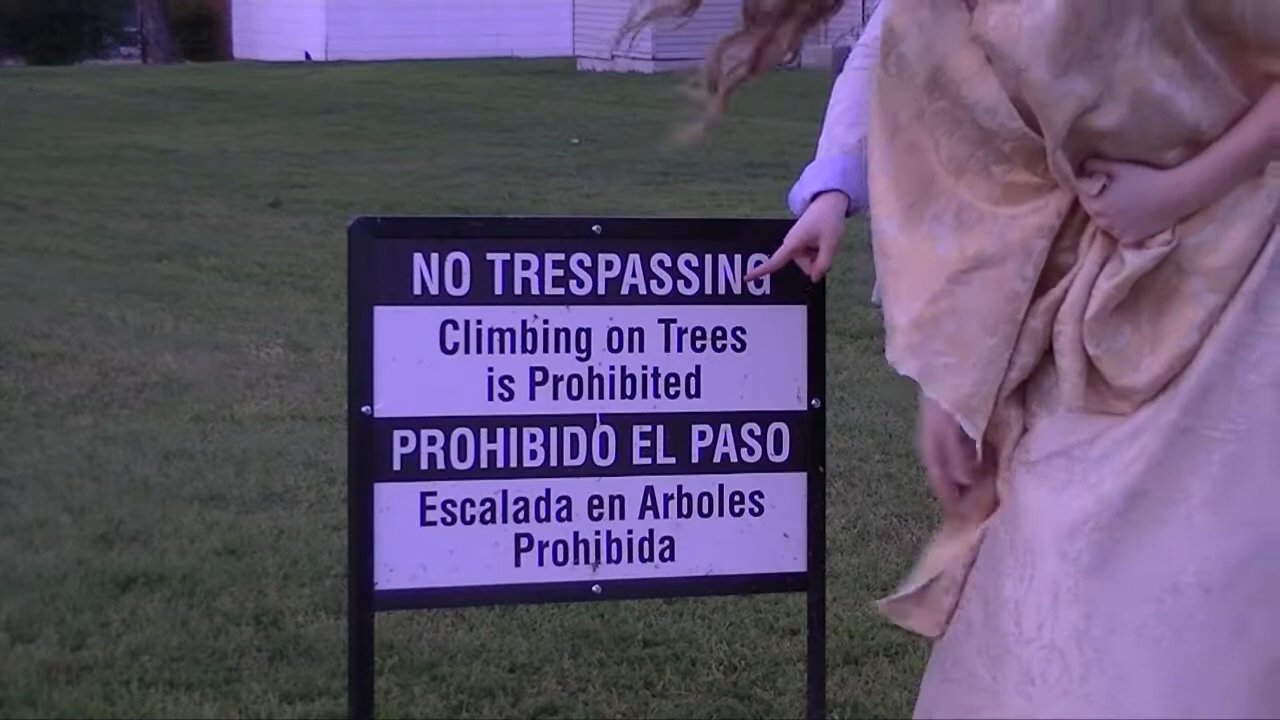 NO TRESPASSING
Climbing on Trees
is Prohibited
PROHIBIDO EL PASO
Escalada en Arboles
Prohibida